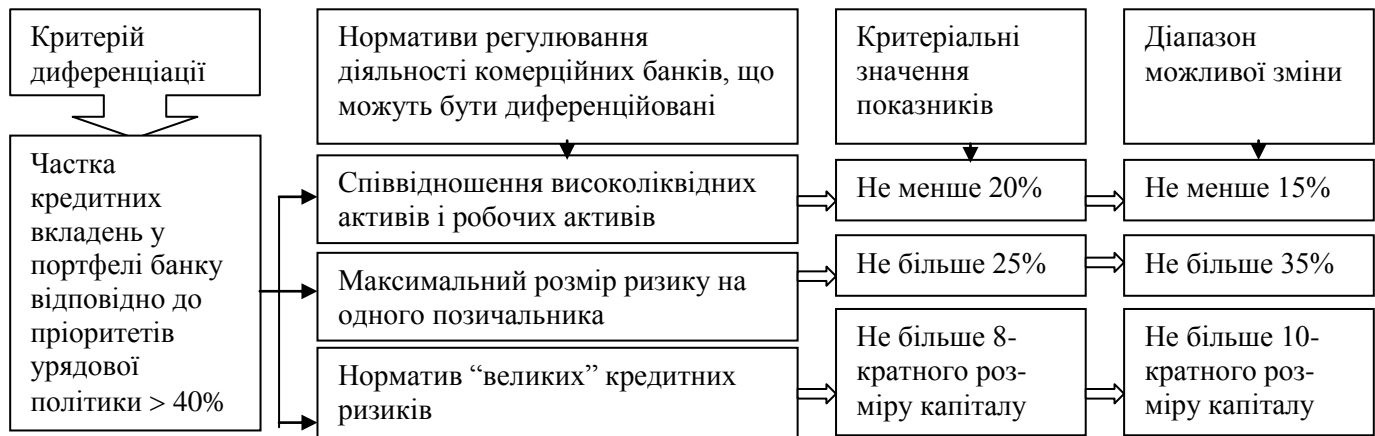 Критерій
диференціації
Нормативи регулювання
діяльності комерційних банків, що
можуть бути диференційовані
Критеріальні
значення
показників
Діапазон
можливої зміни
Частка
кредитних
вкладень у
портфелі банку
відповідно до
пріоритетів
урядової
політики > 40%
Співвідношення високоліквідних
активів і робочих активів
Не менше 20%
Не менше 15%
Максимальний розмір ризику на
одного позичальника
Не більше 25%
Не більше 35%
Норматив “великих” кредитних
ризиків
Не більше 8-
кратного роз-
міру капіталу
Не більше 10-
кратного роз-
міру капіталу